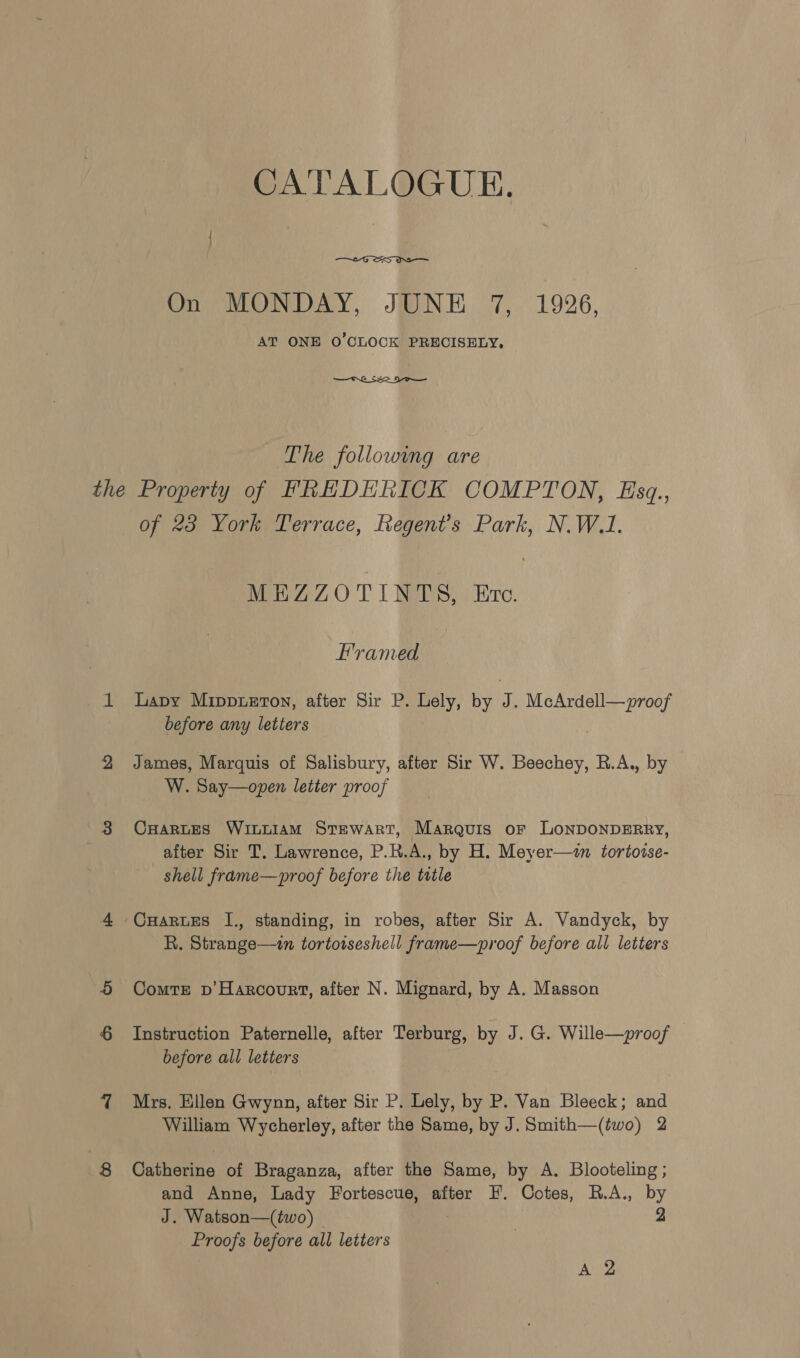 CATALOGUE.
On MONDAY, JUNE 7, 1926,
AT ONE O'CLOCK PRECISELY.
The following are
the Property of FREDERICK COMPTON, Esq.,
of 23 York Terrace, Regent's Park, N.W.1.
MEZZOTINTS, ETC.
Framed
1 LADY MIDDLETON, after Sir P. Lely, by J. McArdell—proof
before any letters
2 James, Marquis of Salisbury, after Sir W. Beechey, R.A., by
W. Say—open letter proof
3 CHARLES WILLIAM STEWART, MARQUIS OF LONDONDERRY,
after Sir T. Lawrence, P.R.A., by H. Meyer—in tortoise-
shell frame—proof before the title
4 CHARLES I., standing, in robes, after Sir A. Vandyck, by
R. Strange—in tortoiseshell frame—proof before all letters
5 COMTE D'HARCOURT, after N. Mignard, by A. Masson
6 Instruction Paternelle, after Terburg, by J. G. Wille—proof
before all letters
7 Mrs. Ellen Gwynn, after Sir P. Lely, by P. Van Bleeck; and
William Wycherley, after the Same, by J. Smith—(two) 2
8 Catherine of Braganza, after the Same, by A. Blooteling;
and Anne, Lady Fortescue, after F. Cotes, R.A., by
J. Watson—(two) 2
Proofs before all letters
A 2